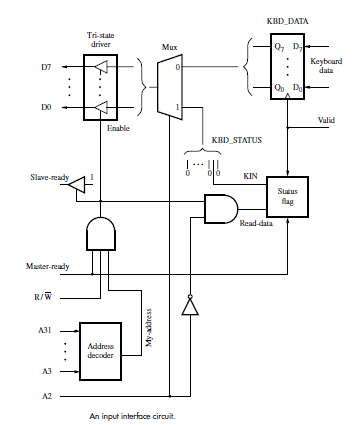 KBD_DATA
Tri-state
driver
Mux
D7
0
Q7 D7
Keyboard
data
D0
1
Q0 D0
Enable
Valid
KBD_STATUS
0 0 0
KIN
Slave-ready
1
Status
flag
Read-data
Master-ready
R/W̅
My-address
A31
Address
decoder
A3
A2
An input interface circuit.